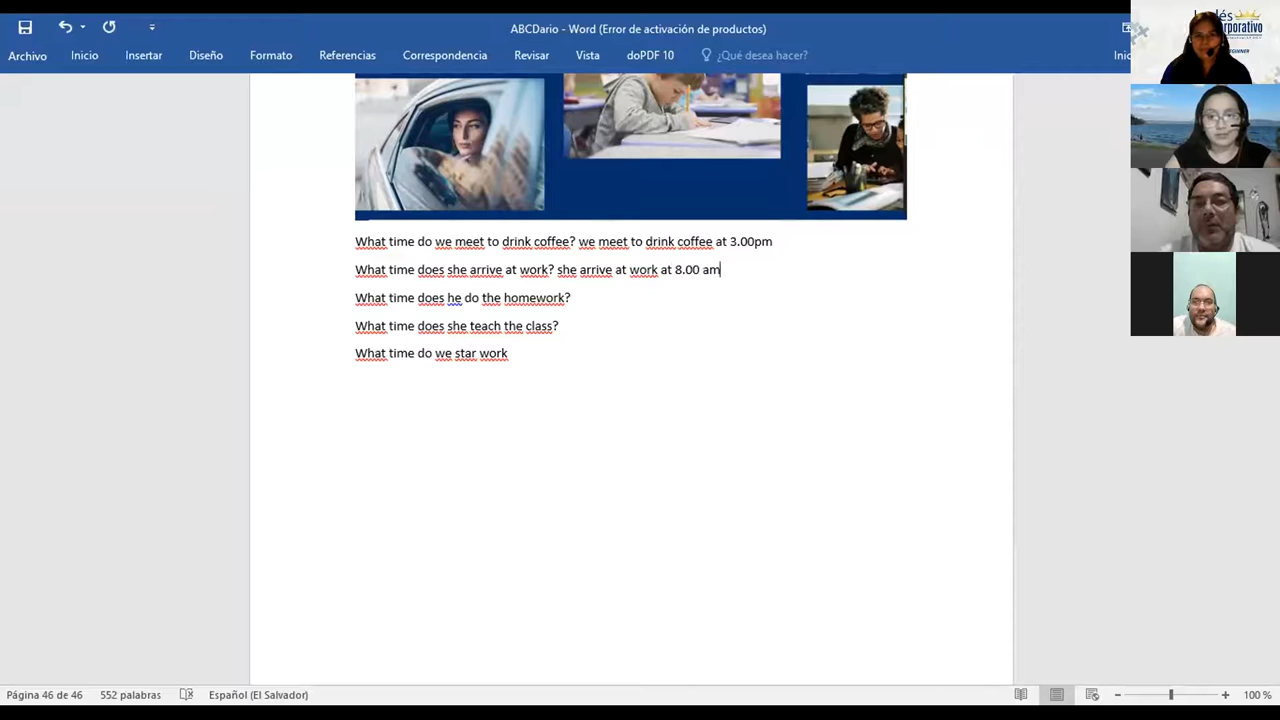 ABCDario - Word (Error de activación de productos)
Archivo Inicio Insertar Diseño Formato Referencias Correspondencia Revisar Vista doPDF 10 ¿Qué desea hacer?
What time do we meet to drink coffee? we meet to drink coffee at 3.00pm
What time does she arrive at work? she arrive at work at 8.00 am
What time does he do the homework?
What time does she teach the class?
What time do we star work
Página 46 de 46 552 palabras Español (El Salvador) 100 %